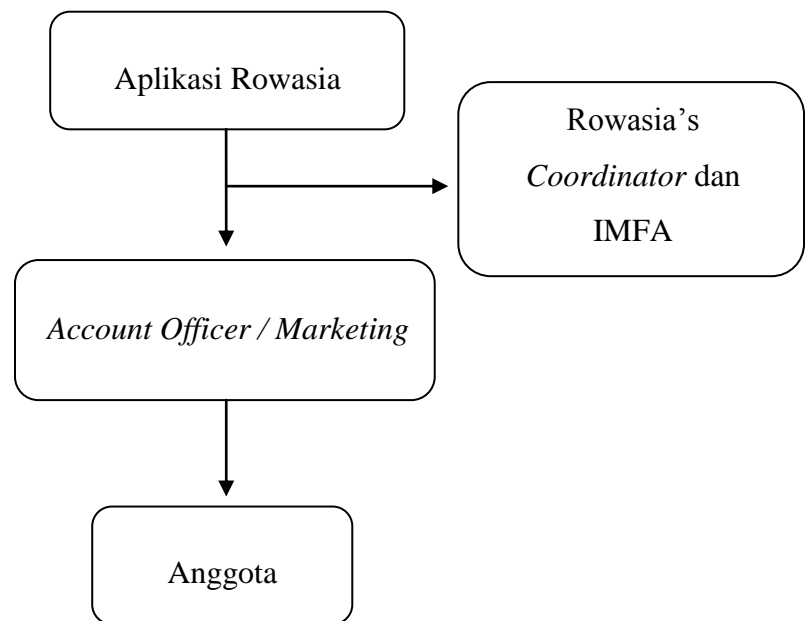 Aplikasi Rowasia
Rowasia’s
Coordinator dan
IMFA
Account Officer / Marketing
Anggota